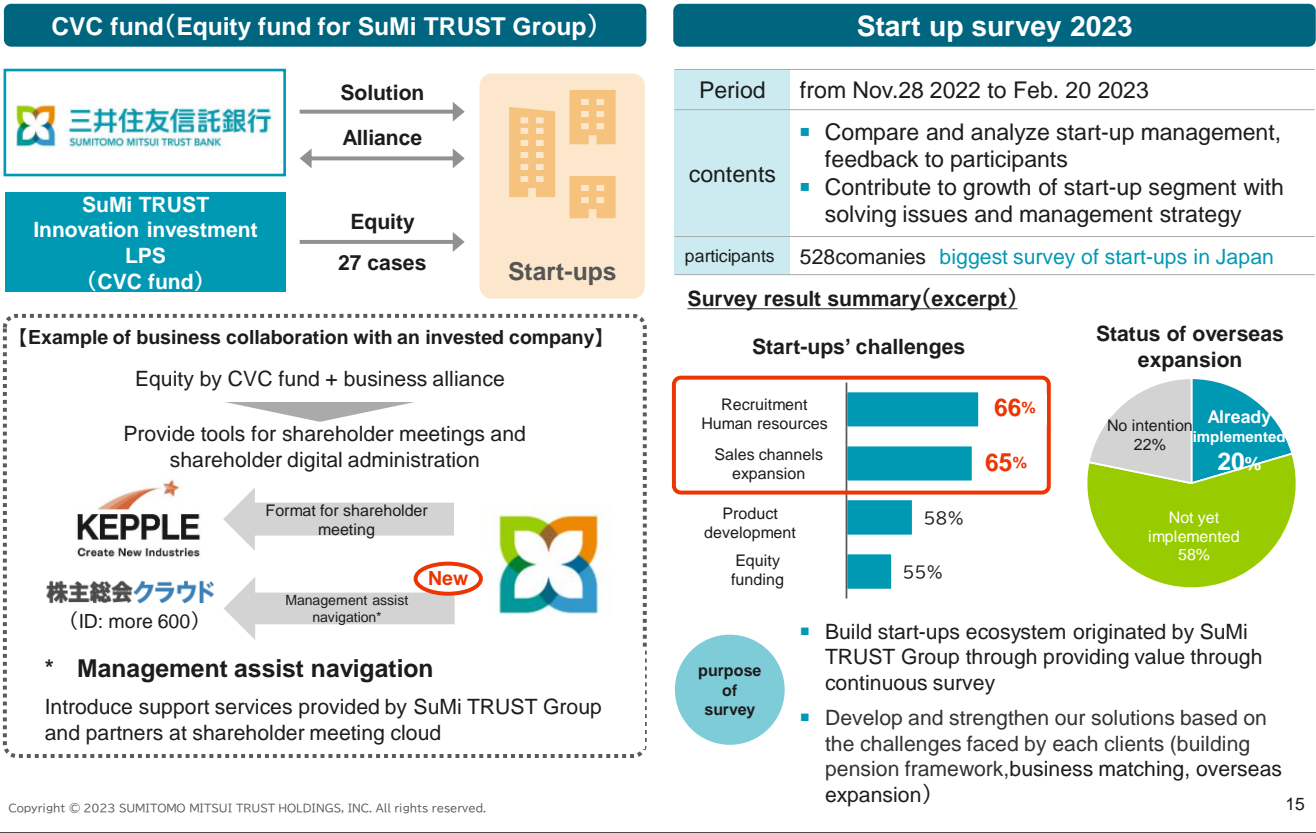 CVC fund（Equity fund for SuMi TRUST Group）
三井住友信託銀行
SUMITOMO MITSUI TRUST BANK
SuMi TRUST
Innovation investment
LPS
（CVC fund）
Solution
Alliance
Equity
27 cases
Start-ups
【Example of business collaboration with an invested company】
Equity by CVC fund + business alliance
Provide tools for shareholder meetings and
shareholder digital administration
KEPPLE
Create New Industries
Format for shareholder
meeting
株主総会クラウド
（ID: more 600）
New
Management assist
navigation*
* Management assist navigation
Introduce support services provided by SuMi TRUST Group
and partners at shareholder meeting cloud
Start up survey 2023
Period
from Nov.28 2022 to Feb. 20 2023
contents
▪ Compare and analyze start-up management,
feedback to participants
▪ Contribute to growth of start-up segment with
solving issues and management strategy
participants
528comanies biggest survey of start-ups in Japan
Survey result summary（excerpt）
Start-ups’ challenges
Recruitment
Human resources
66%
Sales channels
expansion
65%
Product
development
58%
Equity
funding
55%
Status of overseas
expansion
No intention
22%
Already
implemented
20%
Not yet
implemented
58%
purpose
of
survey
▪ Build start-ups ecosystem originated by SuMi
TRUST Group through providing value through
continuous survey
▪ Develop and strengthen our solutions based on
the challenges faced by each clients (building
pension framework,business matching, overseas
expansion）
Copyright © 2023 SUMITOMO MITSUI TRUST HOLDINGS, INC. All rights reserved.
15